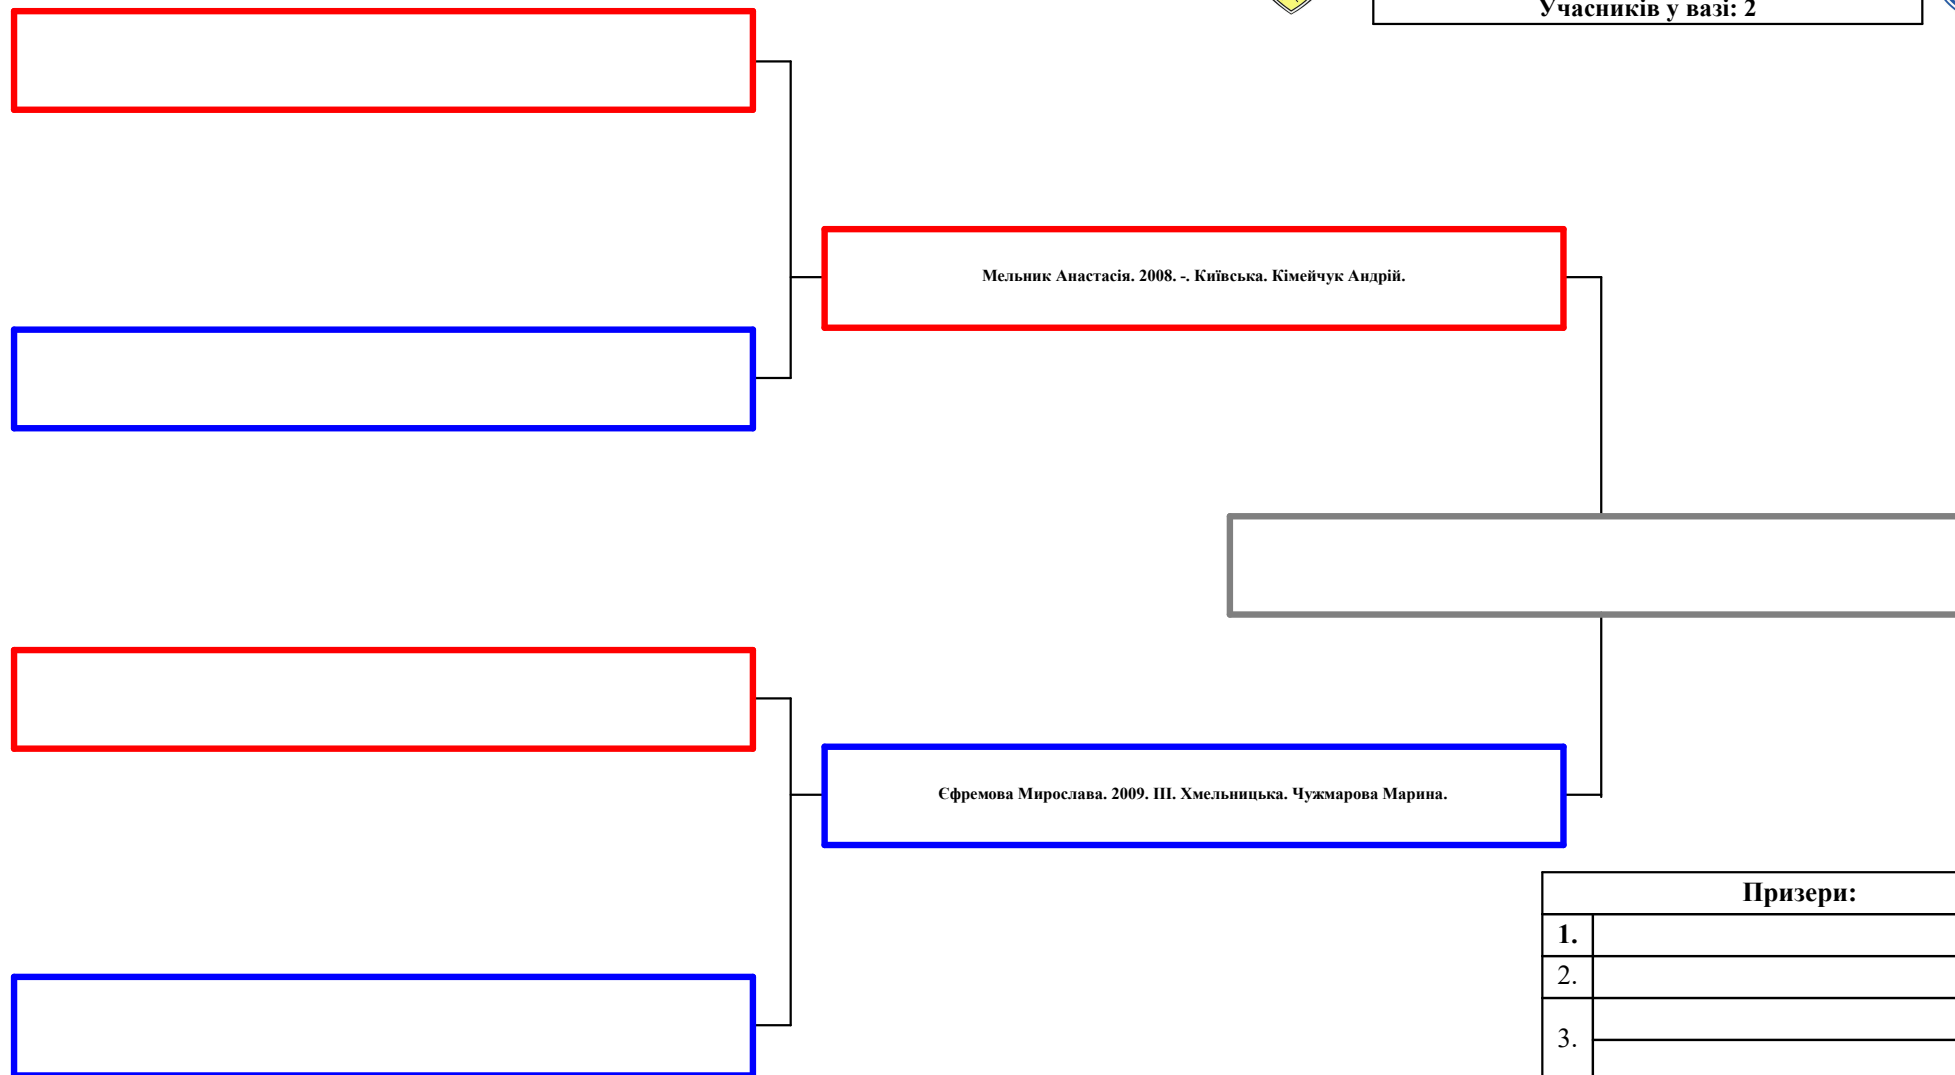 Учасників у вазі: 2
Мельник Анастасія. 2008. -. Київська. Кімейчук Андрій.
Єфремова Мирослава. 2009. ІІІ. Хмельницька. Чужмарова Марина.
Призери:
1.
2.
3.